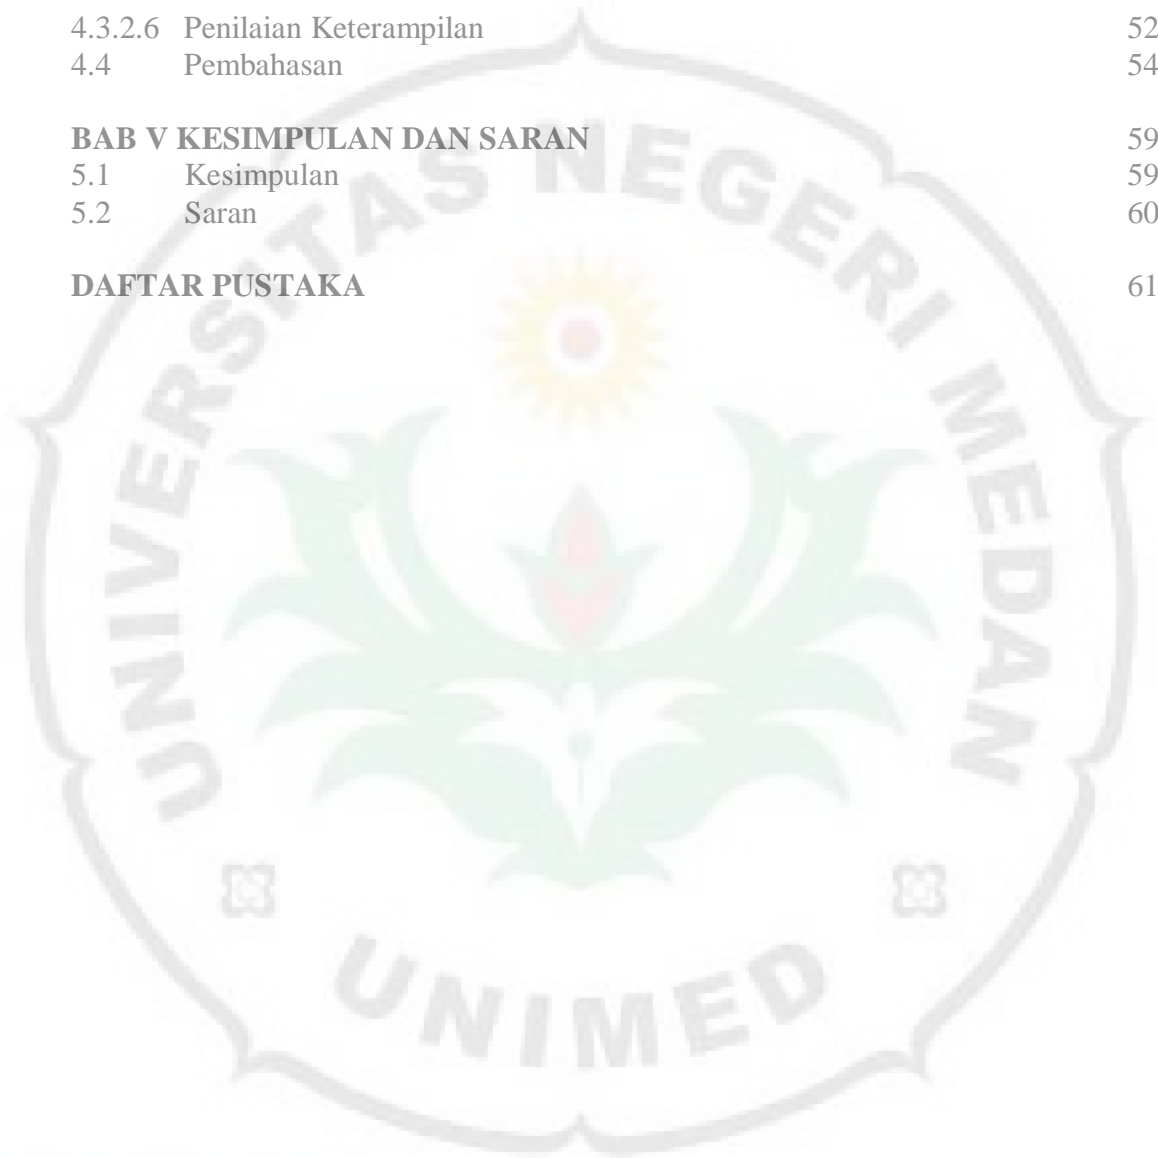 4.3.2.6 Penilaian Keterampilan 52
4.4 Pembahasan 54
BAB V KESIMPULAN DAN SARAN 59
5.1 Kesimpulan 59
5.2 Saran 60
DAFTAR PUSTAKA 61
UNIVERSITAS NEGERI MEDAN
UNIMED